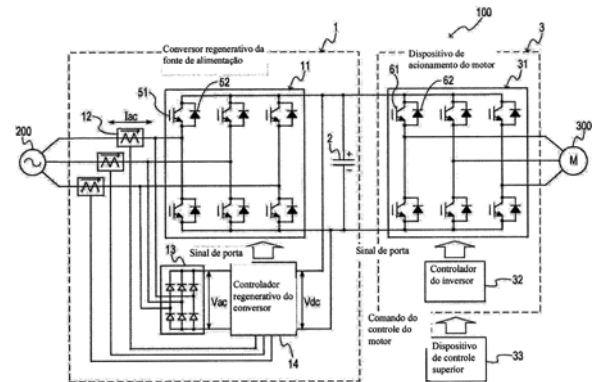 100
1
Conversor regenerativo da
fonte de alimentação
11
3
Dispositivo de
acionamento do motor
31
51
52
61
62
12
Iac
200
2
+
−
300
M
Sinal de porta
Sinal de porta
13
Vac
Controlador
regenerativo do
conversor
Vdc
14
Controlador
do inversor
32
Comando do
controle do
motor
Dispositivo
de controle
superior
33